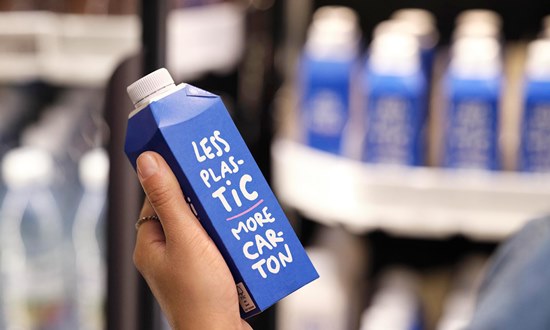 LESS
PLAS-
TiC
MORE
CAR-
TON